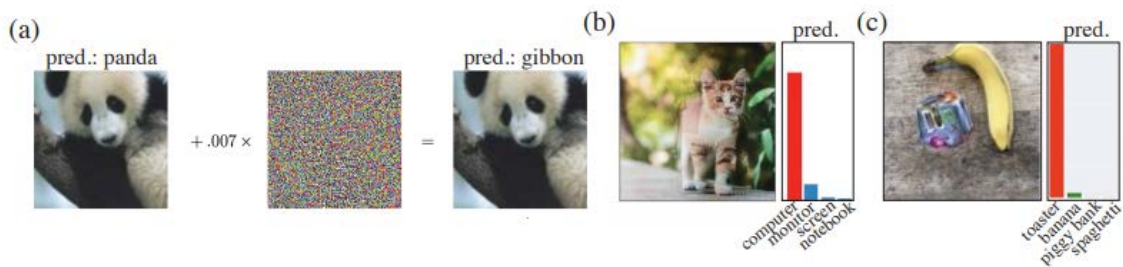 (a)
pred.: panda
+ .007 ×
=
pred.: gibbon
(b)
pred.
computer
monitor
screen
notebook
(c)
pred.
toaster
banana
piggy bank
spaghetti